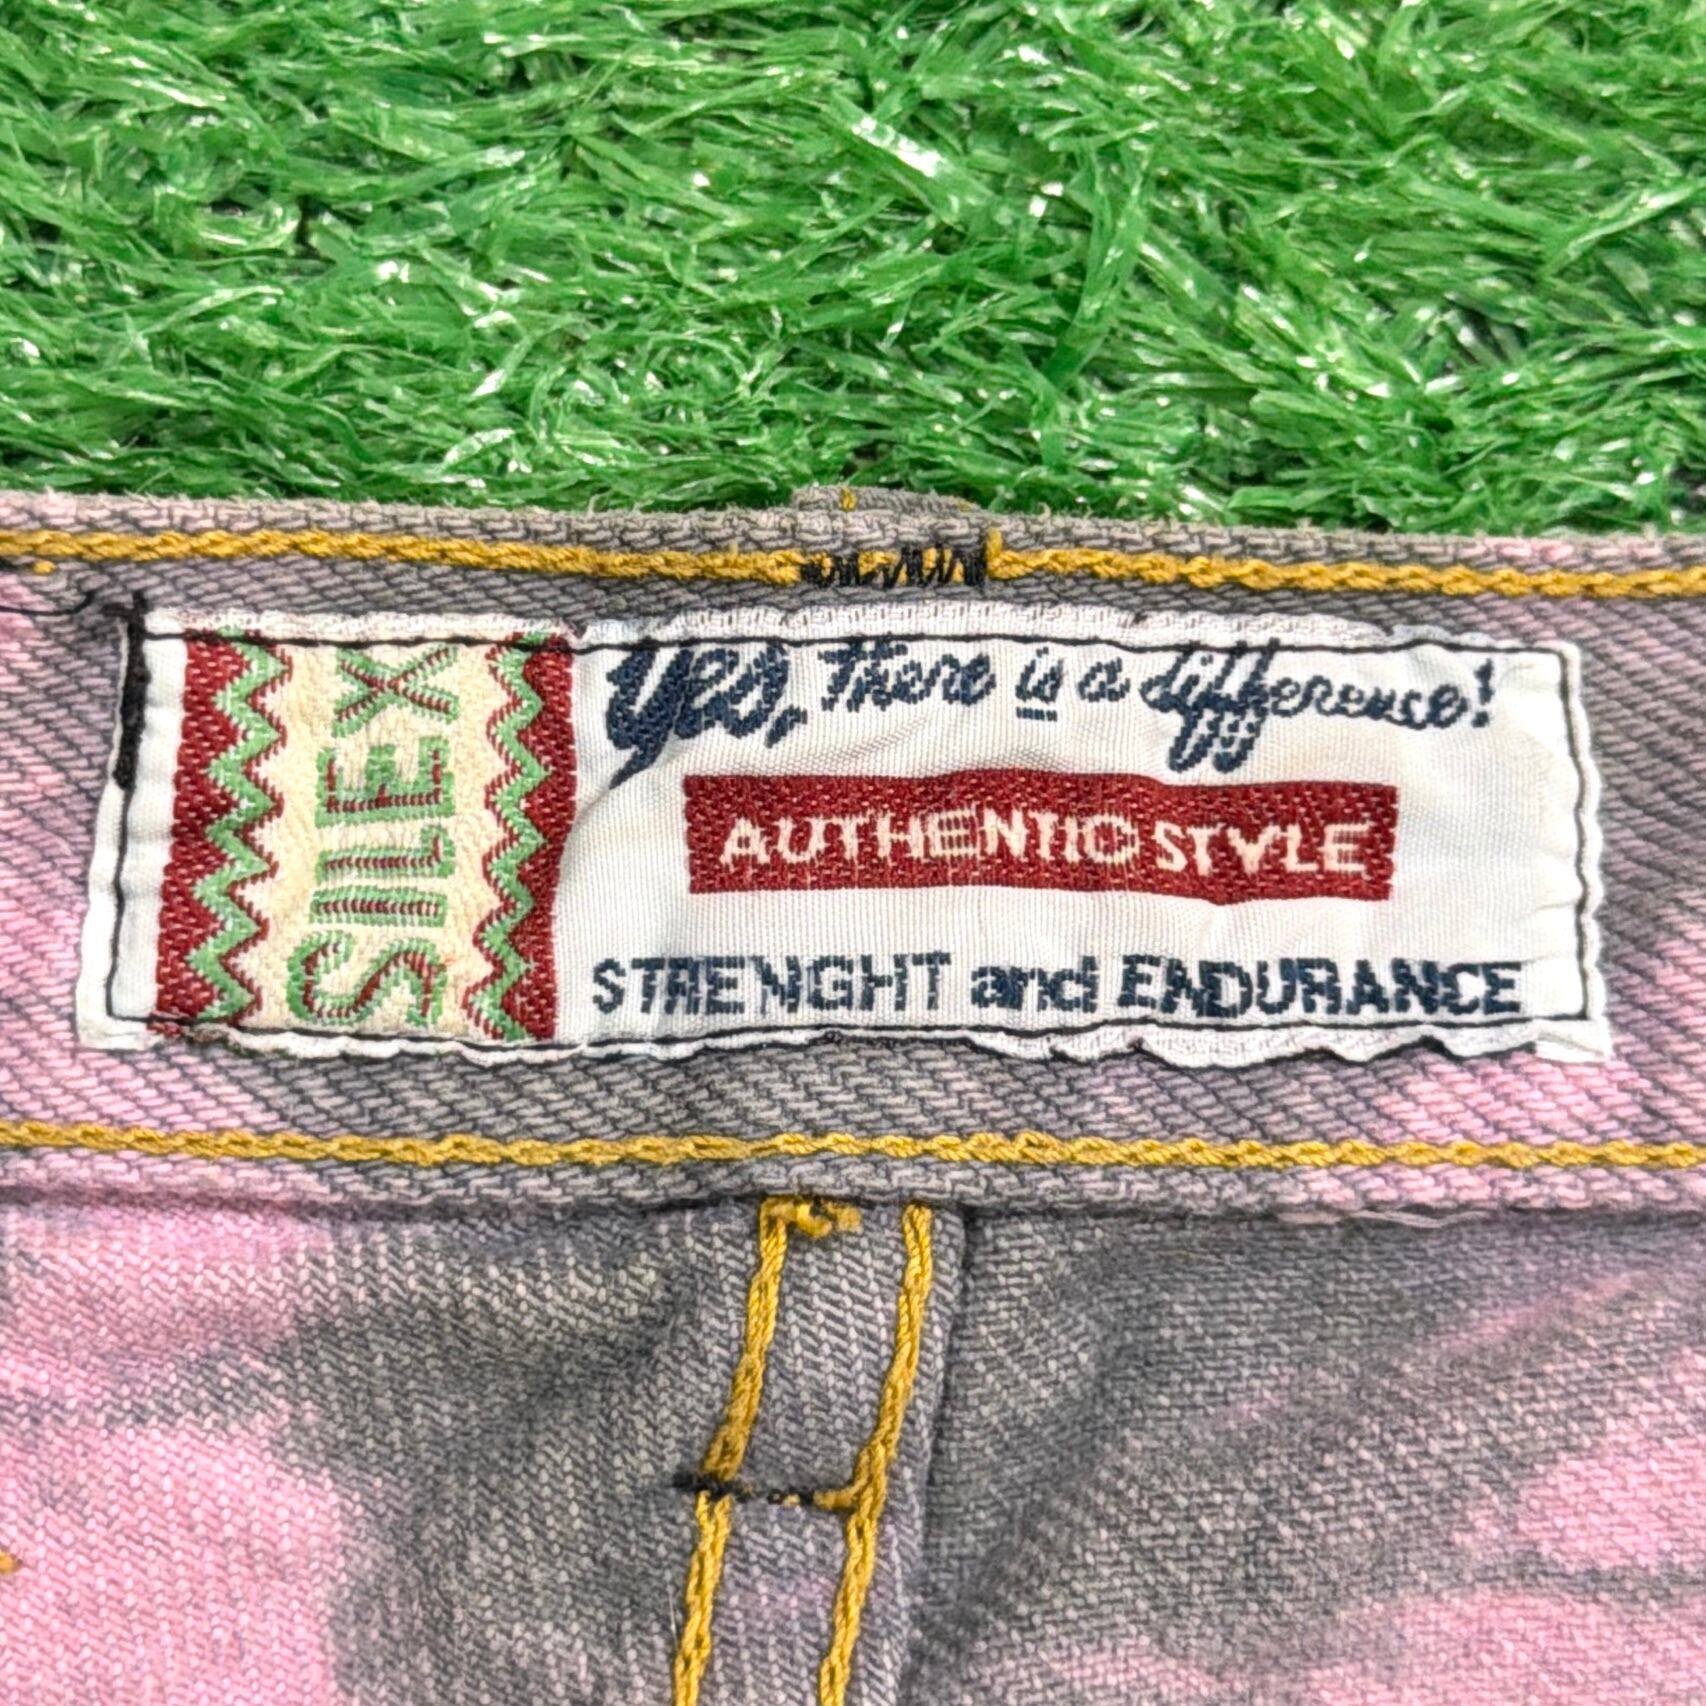 SILEX
Yes, there is a difference!
AUTHENTIC STYLE
STRENGHT and ENDURANCE